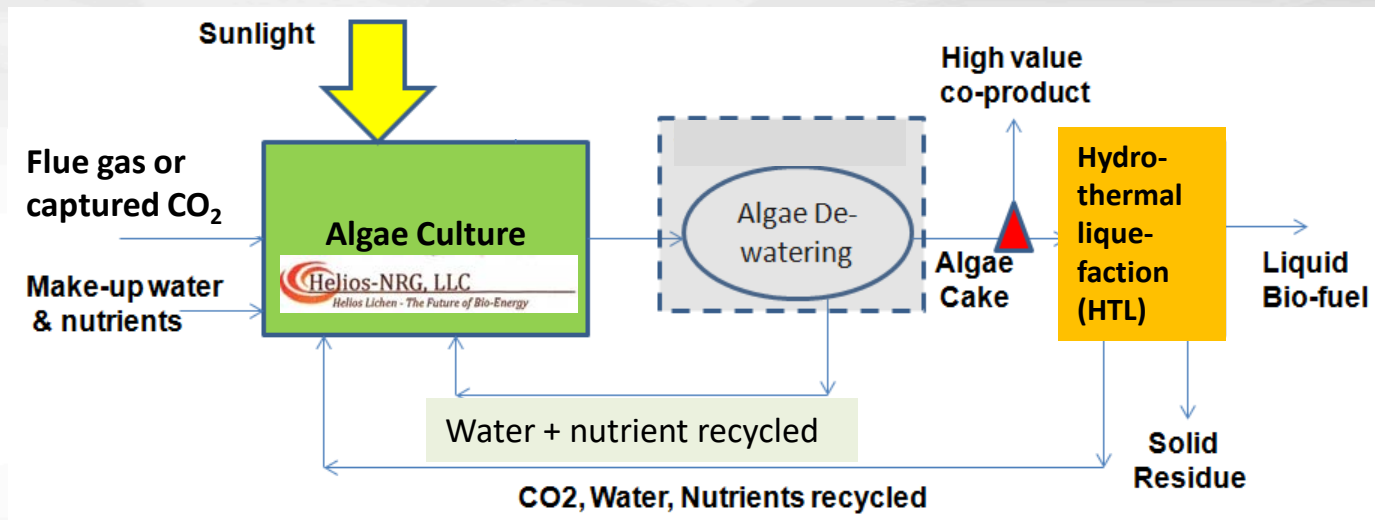 Sunlight
High value
co-product
Flue gas or
captured CO₂
Hydro-
thermal
lique-
faction
(HTL)
Algae Culture
Algae De-
watering
Helios-NRG, LLC
Helios Lichen - The Future of Bio-Energy
Algae
Cake
Liquid
Bio-fuel
Make-up water
& nutrients
Water + nutrient recycled
Solid
Residue
CO2, Water, Nutrients recycled